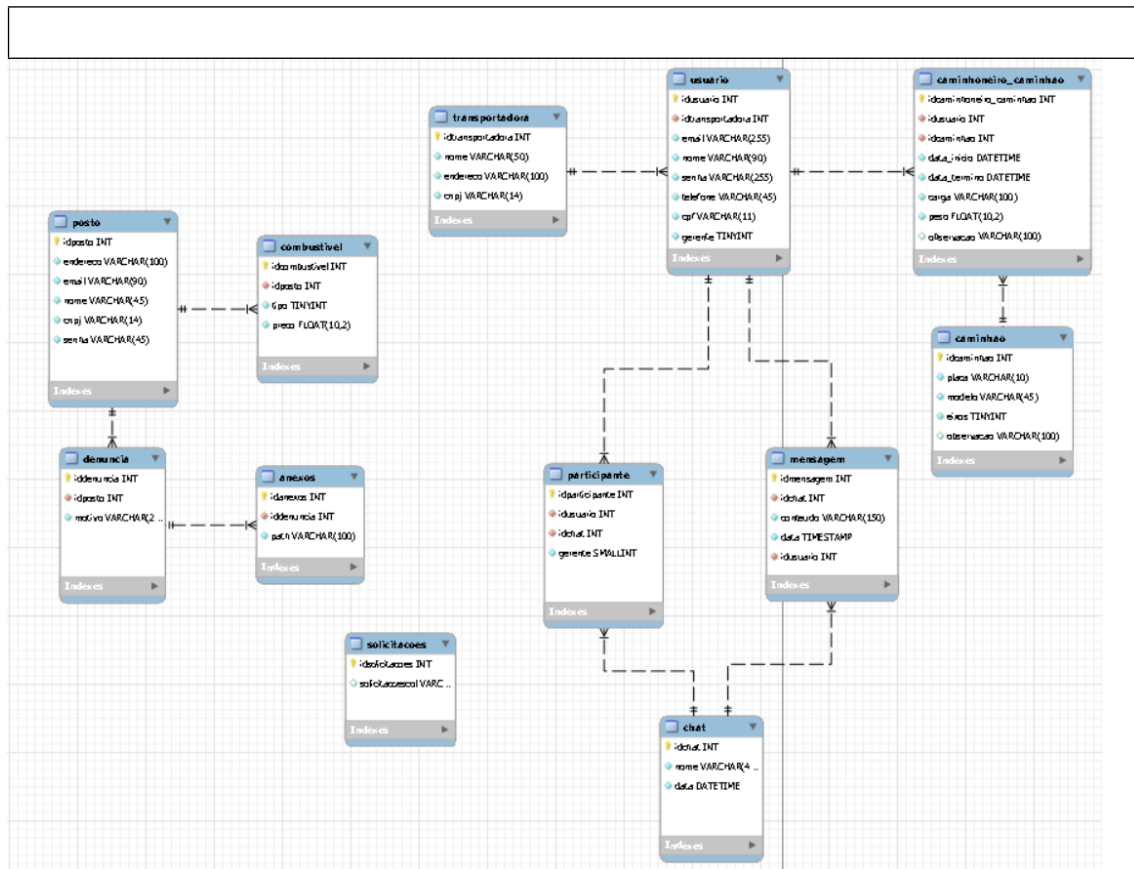 transportadora
idtransportadora INT
nome VARCHAR(50)
endereco VARCHAR(100)
cnpj VARCHAR(14)
Indexes
usuario
idusuario INT
idtransportadora INT
email VARCHAR(255)
nome VARCHAR(90)
senha VARCHAR(255)
telefone VARCHAR(45)
cpf VARCHAR(11)
gerente TINYINT
Indexes
caminhoneiro_caminhao
idcaminhoneiro_caminhao INT
idusuario INT
idcaminhao INT
data_inicio DATETIME
data_termino DATETIME
carga VARCHAR(100)
peso FLOAT(10,2)
observacao VARCHAR(100)
Indexes
posto
idposto INT
endereco VARCHAR(100)
email VARCHAR(90)
nome VARCHAR(45)
cnpj VARCHAR(14)
senha VARCHAR(45)
Indexes
combustivel
idcombustivel INT
idposto INT
tipo TINYINT
preco FLOAT(10,2)
Indexes
caminhao
idcaminhao INT
placa VARCHAR(10)
modelo VARCHAR(45)
eixos TINYINT
observacao VARCHAR(100)
Indexes
denuncia
iddenuncia INT
idposto INT
motivo VARCHAR(2 ...
Indexes
anexos
idanexos INT
iddenuncia INT
path VARCHAR(100)
Indexes
participante
idparticipante INT
idusuario INT
idchat INT
gerente SMALLINT
Indexes
mensagem
idmensagem INT
idchat INT
conteudo VARCHAR(150)
data TIMESTAMP
idusuario INT
Indexes
solicitacoes
idsolicitacoes INT
solicitacoescol VARC ...
Indexes
chat
idchat INT
nome VARCHAR(4 ...
data DATETIME
Indexes